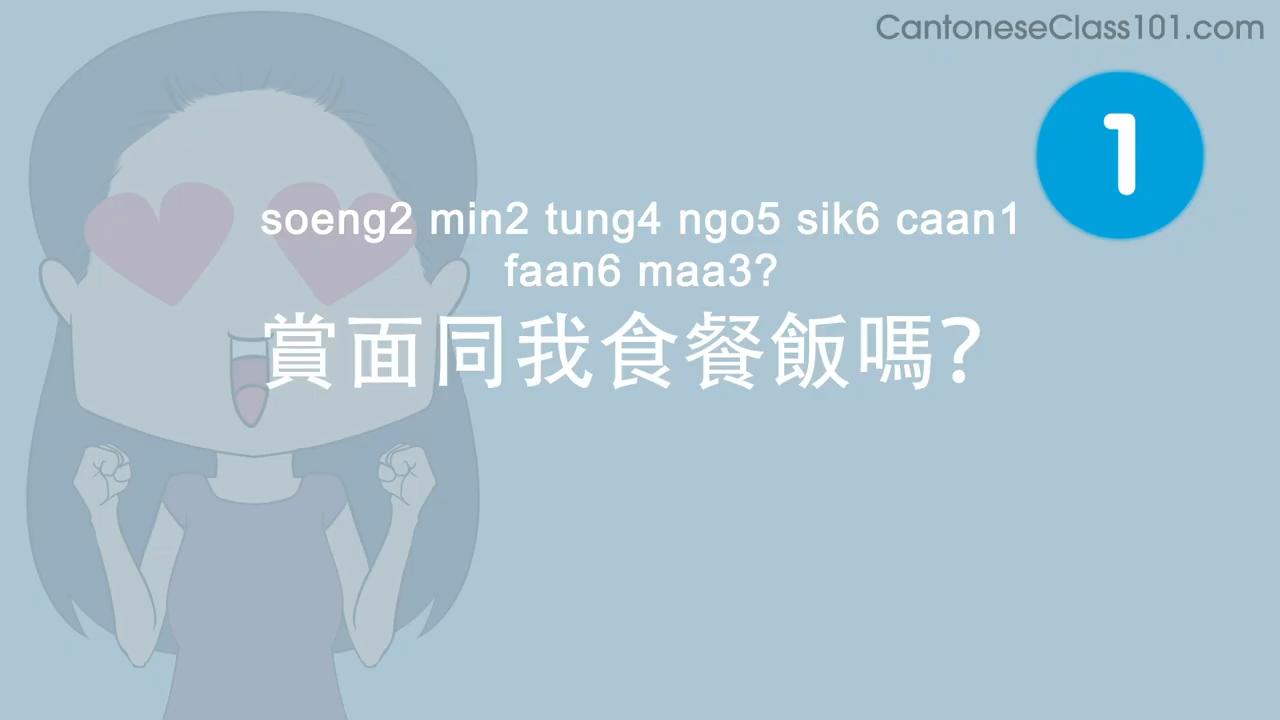 CantoneseClass101.com
1
soeng2 min2 tung4 ngo5 sik6 caan1
faan6 maa3?
賞面同我食餐飯嗎?